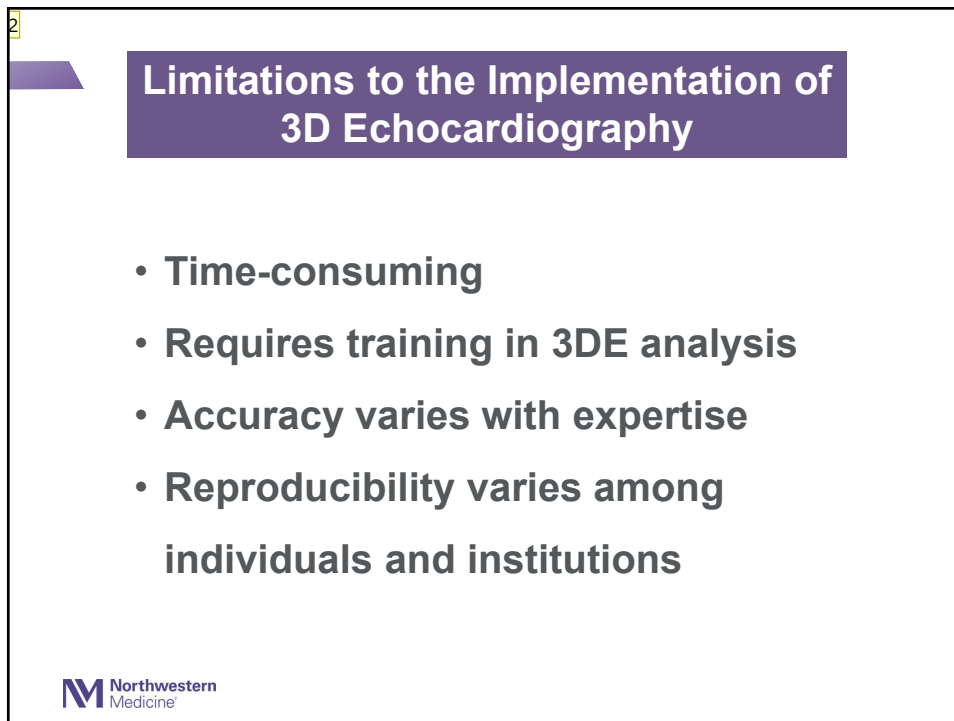 2
Limitations to the Implementation of
3D Echocardiography
• Time-consuming
• Requires training in 3DE analysis
• Accuracy varies with expertise
• Reproducibility varies among
individuals and institutions
NM Northwestern
Medicine®